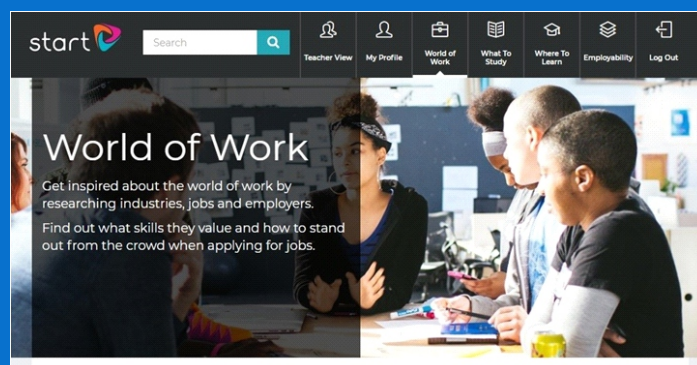 start
Search
Teacher View
My Profile
World of
Work
What To
Study
Where To
Learn
Employability
Log Out
World of Work
Get inspired about the world of work by
researching industries, jobs and employers.
Find out what skills they value and how to stand
out from the crowd when applying for jobs.